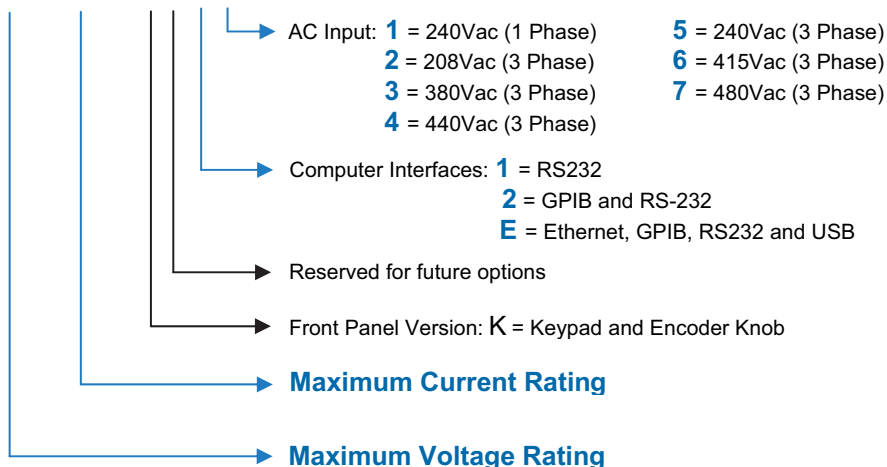 AC Input: 1 = 240Vac (1 Phase) 5 = 240Vac (3 Phase)
2 = 208Vac (3 Phase) 6 = 415Vac (3 Phase)
3 = 380Vac (3 Phase) 7 = 480Vac (3 Phase)
4 = 440Vac (3 Phase)
Computer Interfaces: 1 = RS232
2 = GPIB and RS-232
E = Ethernet, GPIB, RS232 and USB
Reserved for future options
Front Panel Version: K = Keypad and Encoder Knob
Maximum Current Rating
Maximum Voltage Rating